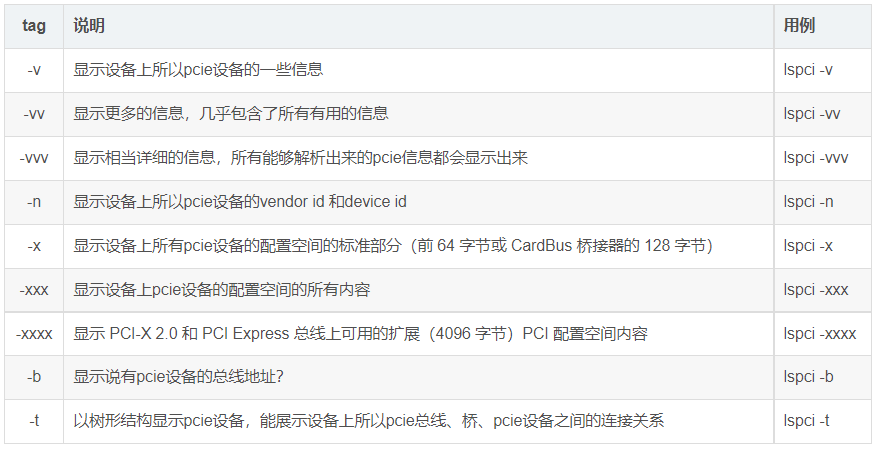 tag 说明 用例
-v 显示设备上所以pcie设备的一些信息 lspci -v
-vv 显示更多的信息，几乎包含了所有有用的信息 lspci -vv
-vvv 显示相当详细的信息，所有能够解析出来的pcie信息都会显示出来 lspci -vvv
-n 显示设备上所以pcie设备的vendor id 和device id lspci -n
-x 显示设备上所有pcie设备的配置空间的标准部分（前 64 字节或 CardBus 桥接器的 128 字节） lspci -x
-xxx 显示设备上pcie设备的配置空间的所有内容 lspci -xxx
-xxxx 显示 PCI-X 2.0 和 PCI Express 总线上可用的扩展（4096 字节）PCI 配置空间内容 lspci -xxxx
-b 显示说有pcie设备的总线地址？ lspci -b
-t 以树形结构显示pcie设备，能展示设备上所以pcie总线、桥、pcie设备之间的连接关系 lspci -t